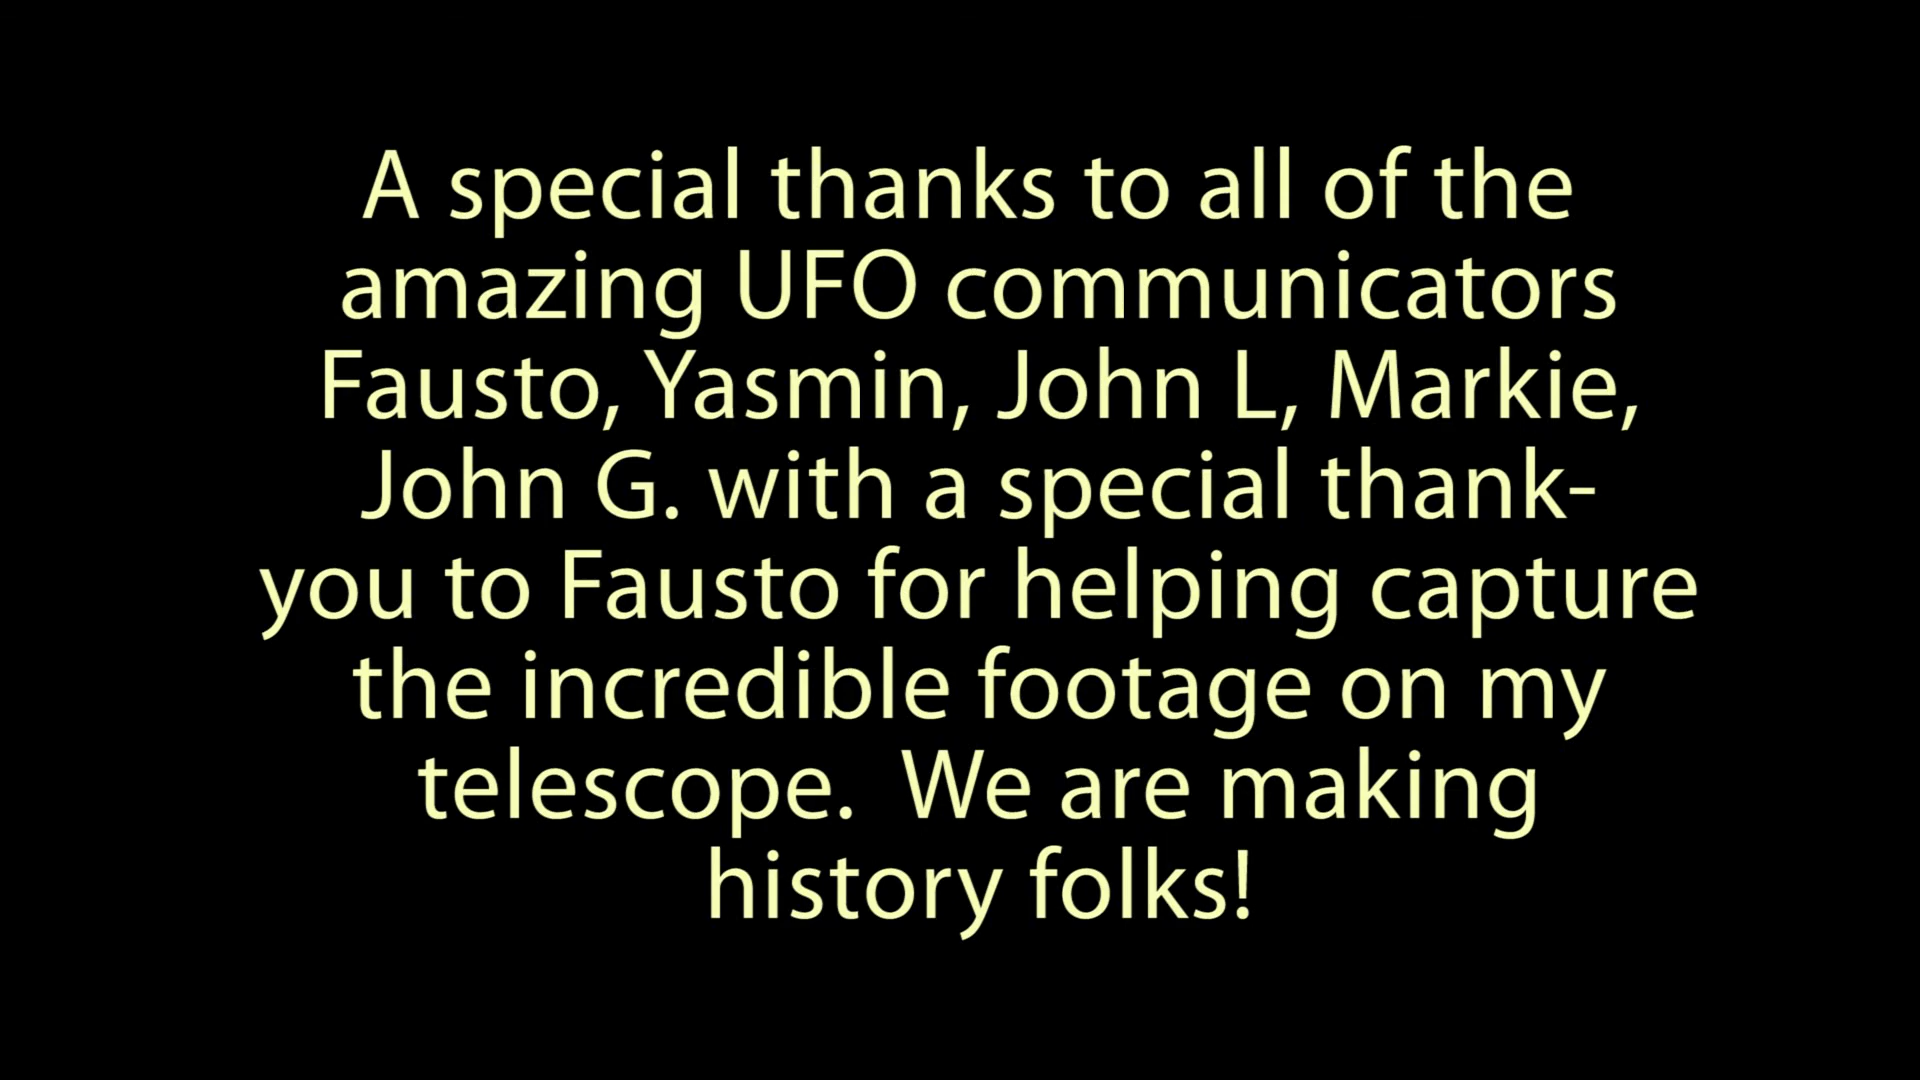 A special thanks to all of the
amazing UFO communicators
Fausto, Yasmin, John L, Markie,
John G. with a special thank-
you to Fausto for helping capture
the incredible footage on my
telescope.  We are making
history folks!